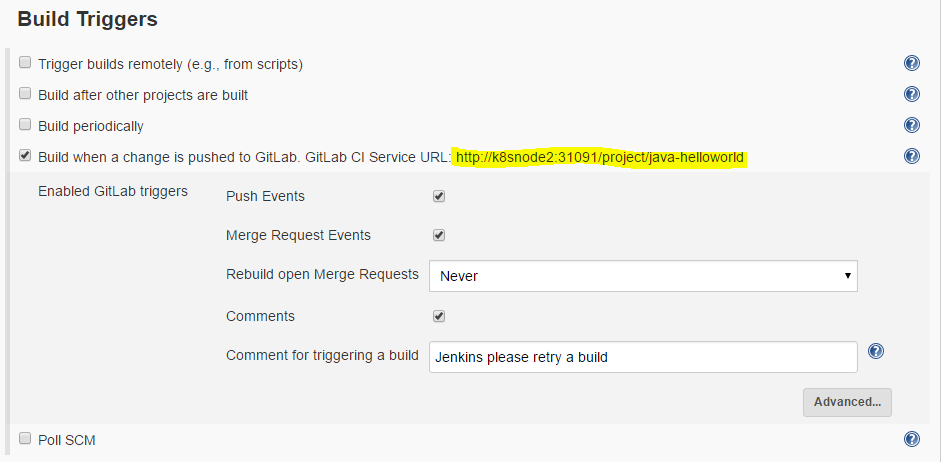 Build Triggers
Trigger builds remotely (e.g., from scripts)
Build after other projects are built
Build periodically
Build when a change is pushed to GitLab. GitLab CI Service URL: http://k8snode2:31091/project/java-helloworld
Enabled GitLab triggers
Push Events
Merge Request Events
Rebuild open Merge Requests Never
Comments
Comment for triggering a build Jenkins please retry a build
Advanced...
Poll SCM